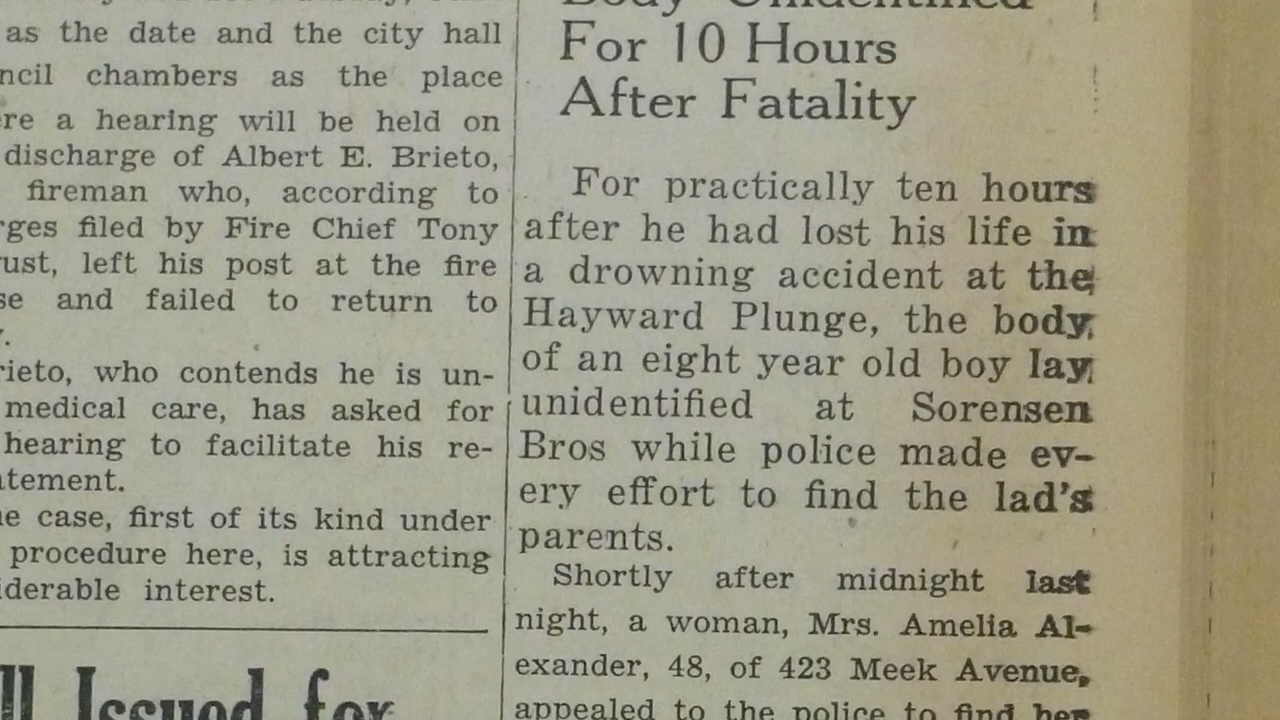 as the date and the city hall
ncil chambers as the place
re a hearing will be held on
discharge of Albert E. Brieto,
fireman who, according to
rges filed by Fire Chief Tony
ust, left his post at the fire
se and failed to return to
y.
rieto, who contends he is un-
medical care, has asked for
hearing to facilitate his re-
tement.
e case, first of its kind under
procedure here, is attracting
iderable interest.
ll Issued for
Body Unidentified
For 10 Hours
After Fatality
For practically ten hours
after he had lost his life in
a drowning accident at the
Hayward Plunge, the body
of an eight year old boy lay
unidentified at Sorensen
Bros while police made ev-
ery effort to find the lad's
parents.
Shortly after midnight last
night, a woman, Mrs. Amelia Al-
exander, 48, of 423 Meek Avenue,
appealed to the police to find her